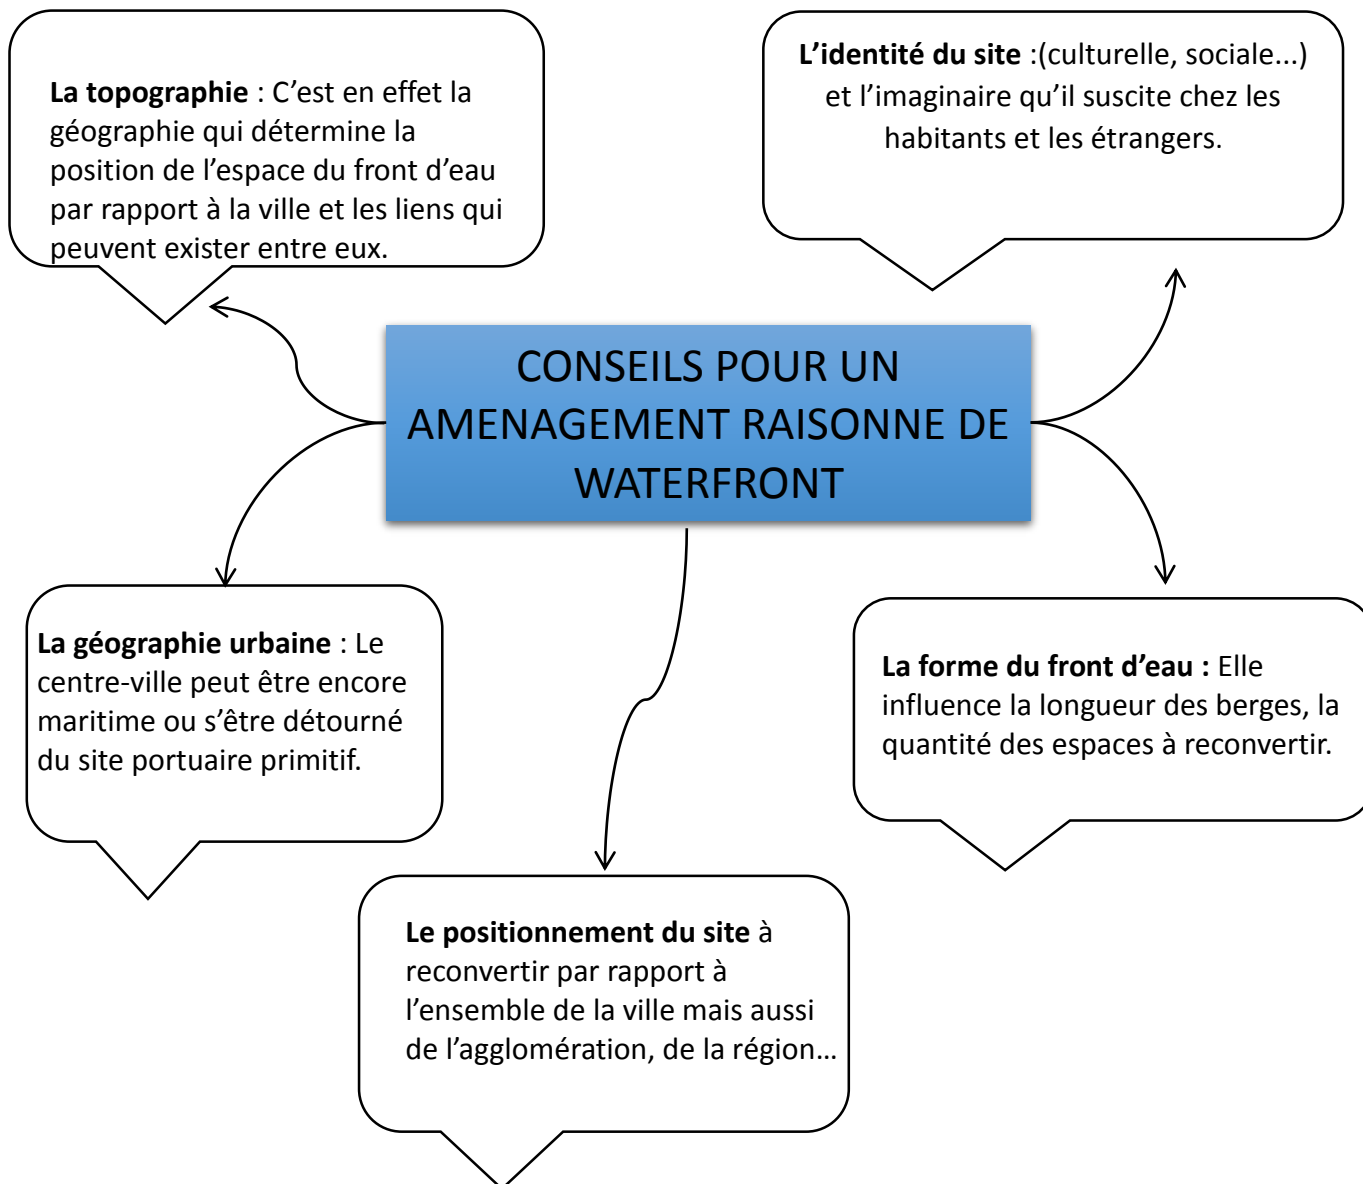 La topographie : C’est en effet la
géographie qui détermine la
position de l’espace du front d’eau
par rapport à la ville et les liens qui
peuvent exister entre eux.
L’identité du site :(culturelle, sociale...)
et l’imaginaire qu’il suscite chez les
habitants et les étrangers.
CONSEILS POUR UN
AMENAGEMENT RAISONNE DE
WATERFRONT
La géographie urbaine : Le
centre-ville peut être encore
maritime ou s’être détourné
du site portuaire primitif.
La forme du front d’eau : Elle
influence la longueur des berges, la
quantité des espaces à reconvertir.
Le positionnement du site à
reconvertir par rapport à
l’ensemble de la ville mais aussi
de l’agglomération, de la région…